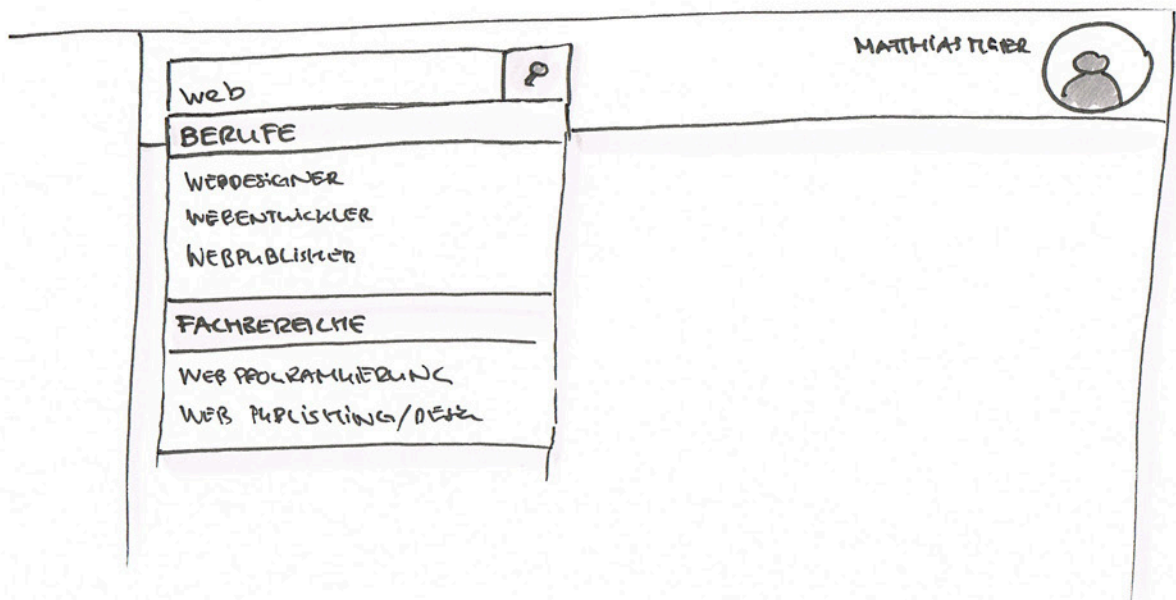 MATTHIAS MEIER
web
BERUFE
WEBDESIGNER
WEBENTWICKLER
WEBPUBLISHER
FACHBEREICHE
WEB PROGRAMMIERUNG
WEB PUBLISHING/DESIGN